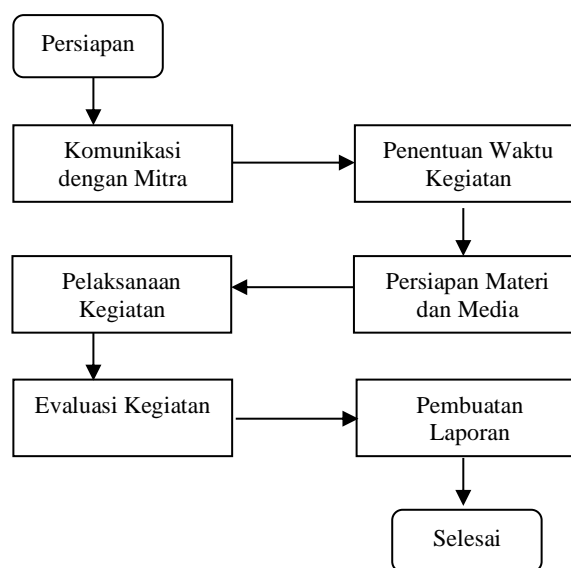 Persiapan
Komunikasi
dengan Mitra
Penentuan Waktu
Kegiatan
Persiapan Materi
dan Media
Pelaksanaan
Kegiatan
Evaluasi Kegiatan
Pembuatan
Laporan
Selesai